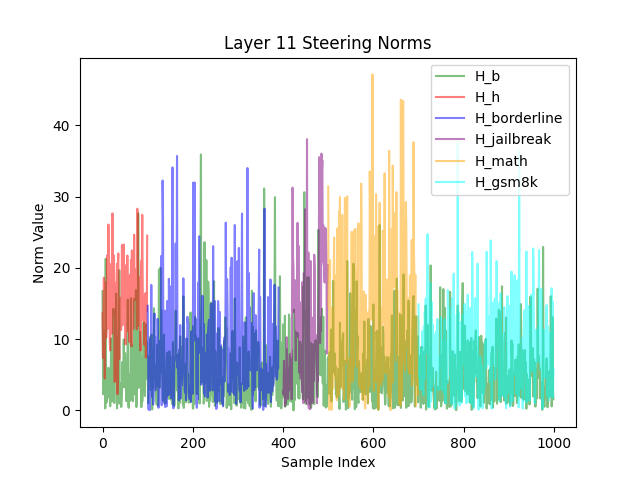 Layer 11 Steering Norms
H_b
H_h
H_borderline
H_jailbreak
H_math
H_gsm8k
Norm Value
40
30
20
10
0
0
200
400
600
800
1000
Sample Index